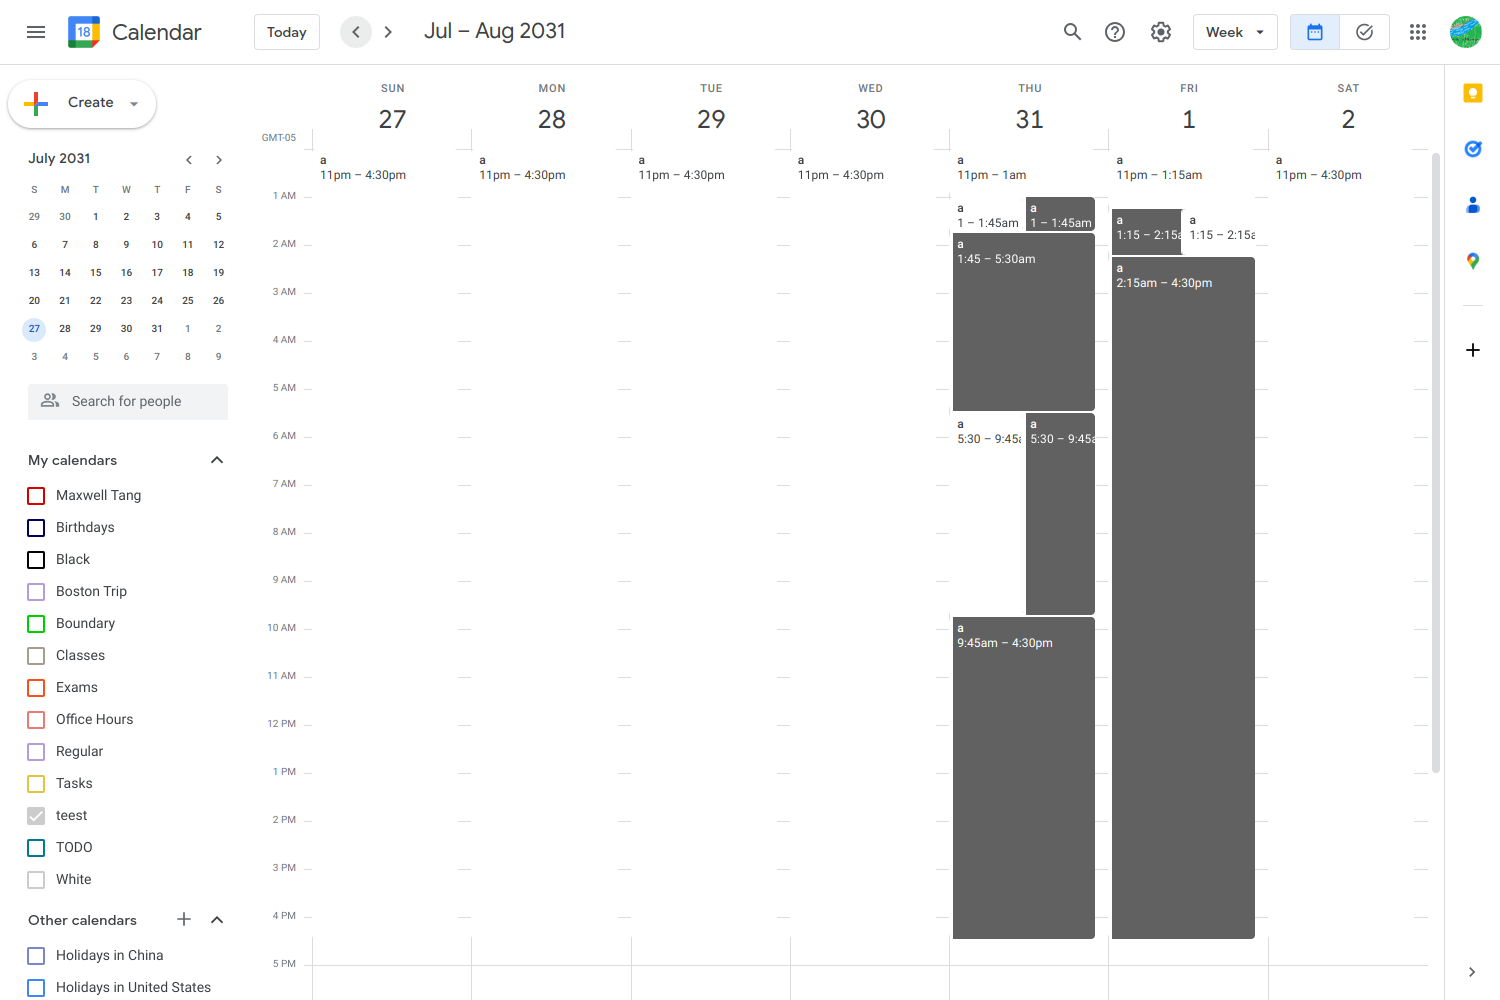 18 Calendar Today Jul – Aug 2031 Week
Create
SUN MON TUE WED THU FRI SAT
27 28 29 30 31 1 2
GMT-05
July 2031
S M T W T F S
29 30 1 2 3 4 5
6 7 8 9 10 11 12
13 14 15 16 17 18 19
20 21 22 23 24 25 26
27 28 29 30 31 1 2
3 4 5 6 7 8 9
Search for people
My calendars
Maxwell Tang
Birthdays
Black
Boston Trip
Boundary
Classes
Exams
Office Hours
Regular
Tasks
teest
TODO
White
Other calendars
Holidays in China
Holidays in United States
1 AM
2 AM
3 AM
4 AM
5 AM
6 AM
7 AM
8 AM
9 AM
10 AM
11 AM
12 PM
1 PM
2 PM
3 PM
4 PM
5 PM
a
11pm – 4:30pm
a
11pm – 4:30pm
a
11pm – 4:30pm
a
11pm – 4:30pm
a
11pm – 1am
a
1 – 1:45am
a
1 – 1:45am
a
1:45 – 5:30am
a
5:30 – 9:45a
a
5:30 – 9:45a
a
9:45am – 4:30pm
a
11pm – 1:15am
a
1:15 – 2:15a
a
1:15 – 2:15a
a
2:15am – 4:30pm
a
11pm – 4:30pm